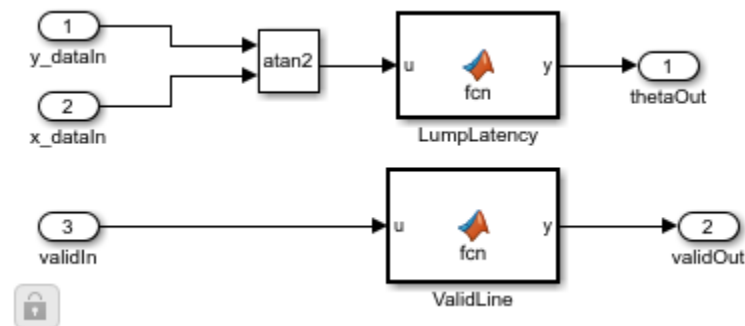 1
y_dataIn
2
x_dataIn
atan2
u
fcn
y
LumpLatency
1
thetaOut
3
validIn
u
fcn
y
ValidLine
2
validOut